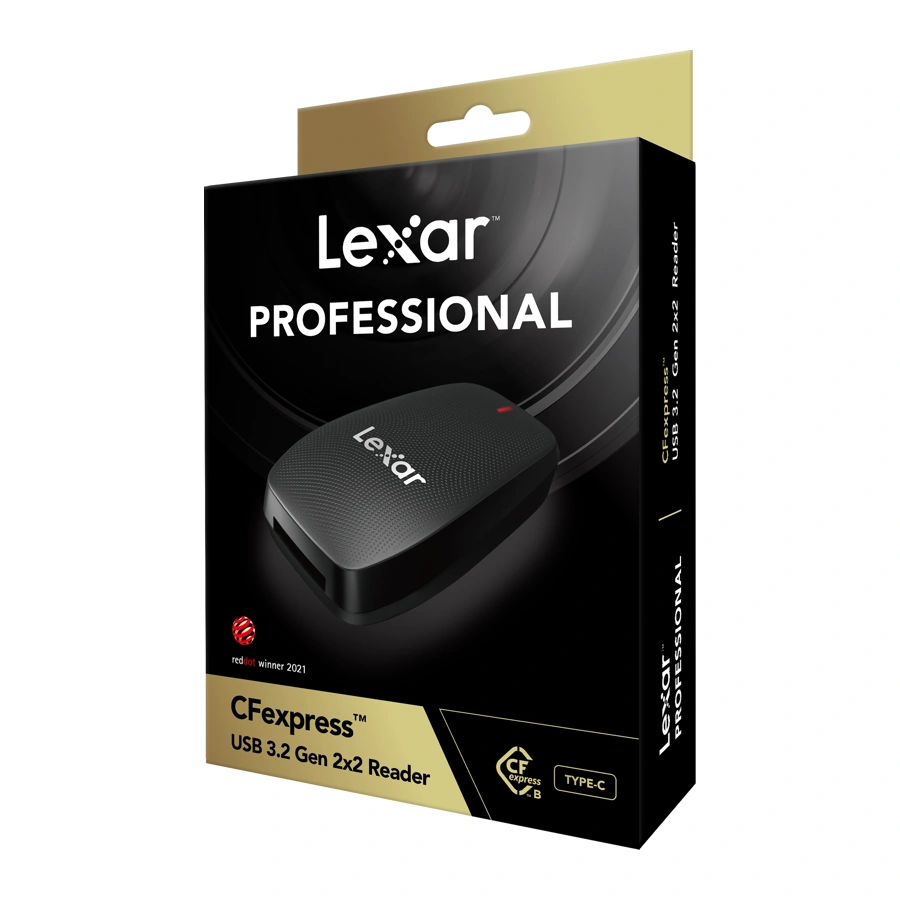 Lexar™
PROFESSIONAL
Lexar
reddot winner 2021
CFexpress™
USB 3.2 Gen 2x2 Reader
CF
express
™ B
TYPE-C
Lexar™
PROFESSIONAL
CFexpress™
USB 3.2 Gen 2x2 Reader